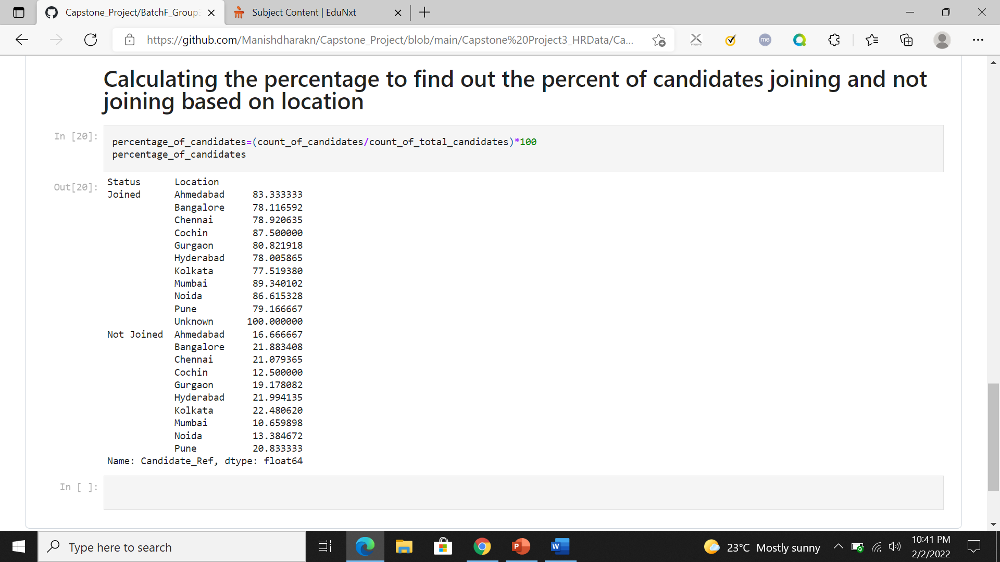 Capstone_Project/BatchF_Group3
Subject Content | EduNxt
https://github.com/Manishdharakn/Capstone_Project/blob/main/Capstone%20Project3_HRData/Ca...
me
Calculating the percentage to find out the percent of candidates joining and not
joining based on location
In [20]:
percentage_of_candidates=(count_of_candidates/count_of_total_candidates)*100
percentage_of_candidates
Out[20]:
Status Location
Joined Ahmedabad 83.333333
Bangalore 78.116592
Chennai 78.920635
Cochin 87.500000
Gurgaon 80.821918
Hyderabad 78.005865
Kolkata 77.519380
Mumbai 89.340102
Noida 86.615328
Pune 79.166667
Unknown 100.000000
Not Joined Ahmedabad 16.666667
Bangalore 21.883408
Chennai 21.079365
Cochin 12.500000
Gurgaon 19.178082
Hyderabad 21.994135
Kolkata 22.480620
Mumbai 10.659898
Noida 13.384672
Pune 20.833333
Name: Candidate_Ref, dtype: float64
In [ ]:
Type here to search
23°C Mostly sunny
10:41 PM
2/2/2022